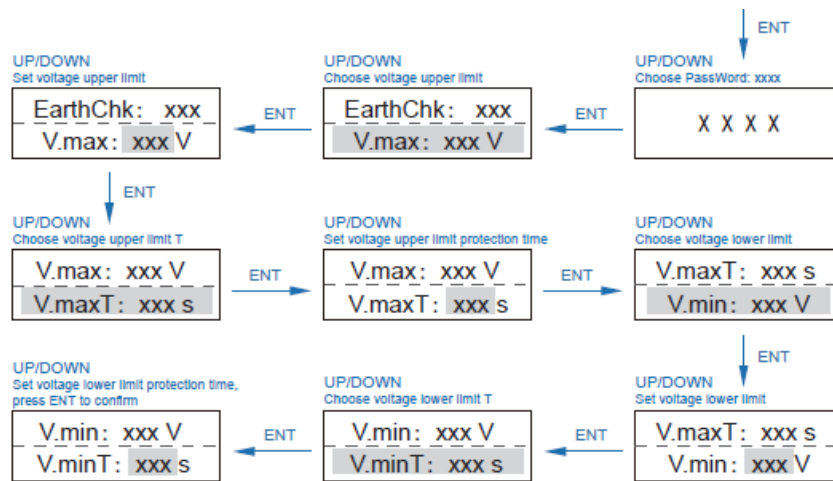 ENT
UP/DOWN
Set voltage upper limit
EarthChk: xxx
V.max: xxx V
ENT
UP/DOWN
Choose voltage upper limit
EarthChk: xxx
V.max: xxx V
ENT
UP/DOWN
Choose PassWord: xxxx
X X X X
ENT
UP/DOWN
Choose voltage upper limit T
V.max: xxx V
V.maxT: xxx s
ENT
UP/DOWN
Set voltage upper limit protection time
V.max: xxx V
V.maxT: xxx s
ENT
UP/DOWN
Choose voltage lower limit
V.maxT: xxx s
V.min: xxx V
ENT
UP/DOWN
Set voltage lower limit protection time,
press ENT to confirm
V.min: xxx V
V.minT: xxx s
ENT
UP/DOWN
Choose voltage lower limit T
V.min: xxx V
V.minT: xxx s
ENT
UP/DOWN
Set voltage lower limit
V.maxT: xxx s
V.min: xxx V